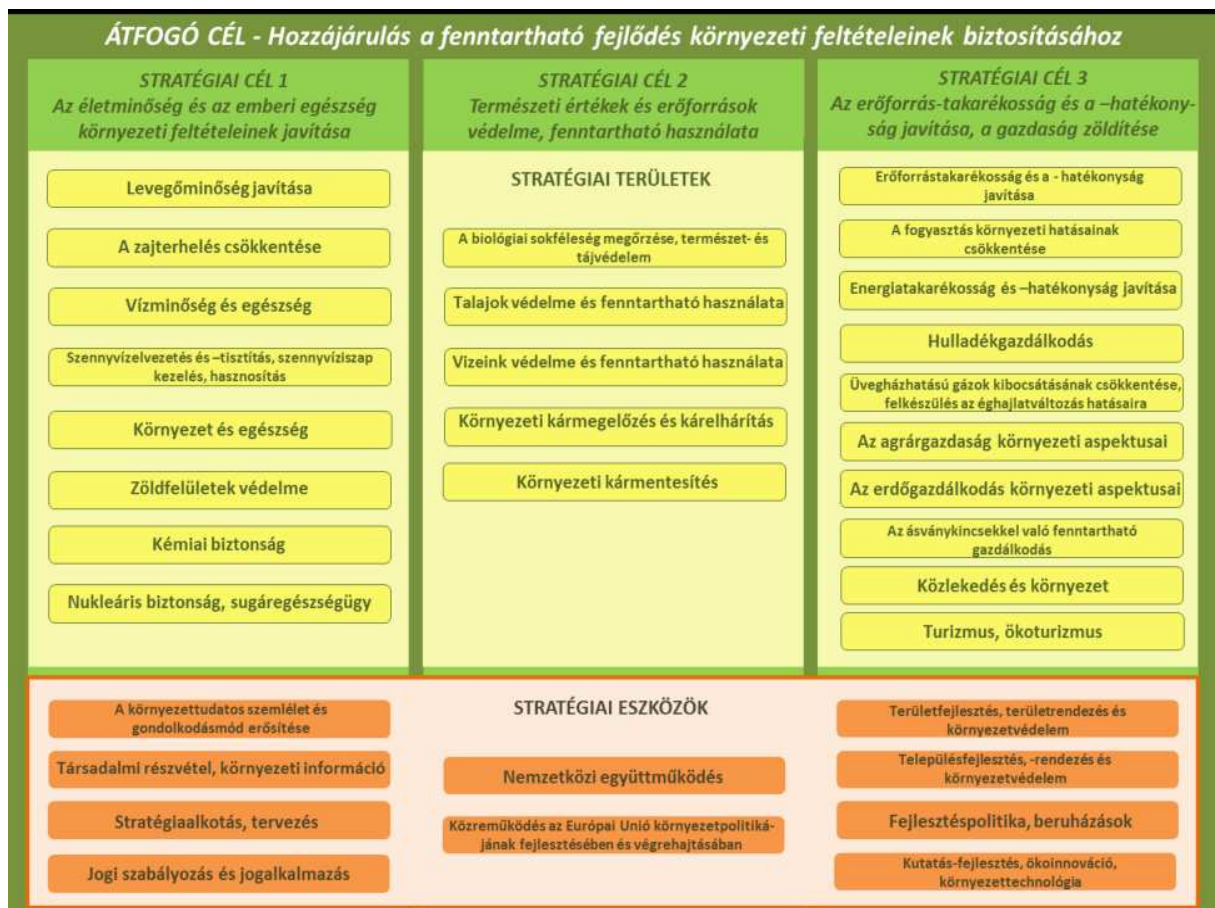 ÁTFOGÓ CÉL - Hozzájárulás a fenntartható fejlődés környezeti feltételeinek biztosításához
STRATÉGIAI CÉL 1
Az életminőség és az emberi egészség
környezeti feltételeinek javítása
Levegőminőség javítása
A zajterhelés csökkentése
Vízminőség és egészség
Szennyvízelvezetés és –tisztítás, szennyvíziszap
kezelés, hasznosítás
Környezet és egészség
Zöldfelületek védelme
Kémiai biztonság
Nukleáris biztonság, sugáregészségügy
STRATÉGIAI CÉL 2
Természeti értékek és erőforrások
védelme, fenntartható használata
STRATÉGIAI TERÜLETEK
A biológiai sokféleség megőrzése, természet- és
tájvédelem
Talajok védelme és fenntartható használata
Vizeink védelme és fenntartható használata
Környezeti kármegelőzés és kárelhárítás
Környezeti kármentesítés
STRATÉGIAI CÉL 3
Az erőforrás-takarékosság és a –hatékony-
ság javítása, a gazdaság zöldítése
Erőforrástakarékosság és a - hatékonyság
javítása
A fogyasztás környezeti hatásainak
csökkentése
Energiatakarékosság és –hatékonyság javítása
Hulladékgazdálkodás
Üvegházhatású gázok kibocsátásának csökkentése,
felkészülés az éghajlatváltozás hatásaira
Az agrárgazdaság környezeti aspektusai
Az erdőgazdálkodás környezeti aspektusai
Az ásványkincsekkel való fenntartható
gazdálkodás
Közlekedés és környezet
Turizmus, ökoturizmus
A környezettudatos szemlélet és
gondolkodásmód erősítése
Társadalmi részvétel, környezeti információ
Stratégiaalkotás, tervezés
Jogi szabályozás és jogalkalmazás
STRATÉGIAI ESZKÖZÖK
Nemzetközi együttműködés
Közreműködés az Európai Unió környezetpolitiká-
jának fejlesztésében és végrehajtásában
Területfejlesztés, területrendezés és
környezetvédelem
Településfejlesztés, -rendezés és
környezetvédelem
Fejlesztéspolitika, beruházások
Kutatás-fejlesztés, ökoinnováció,
környezettechnológia